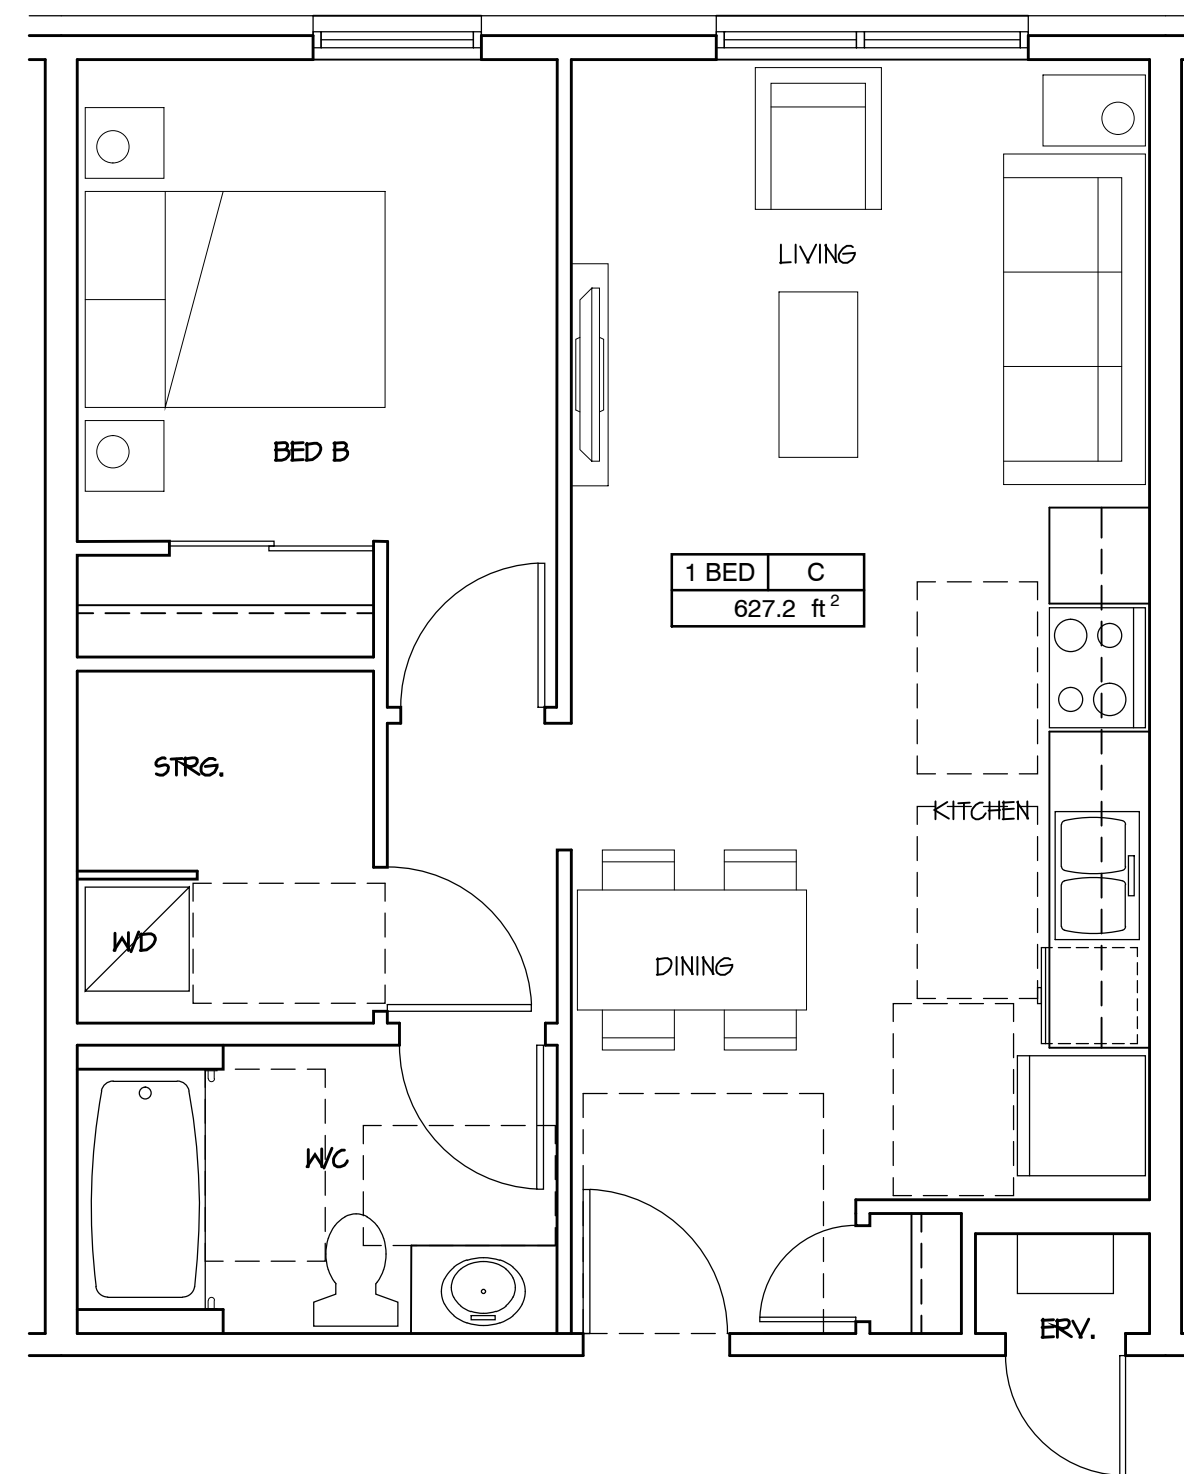 LIVING
BED B
1 BED C
627.2 ft²
STRG.
KITCHEN
W/D
DINING
W/C
ERV.